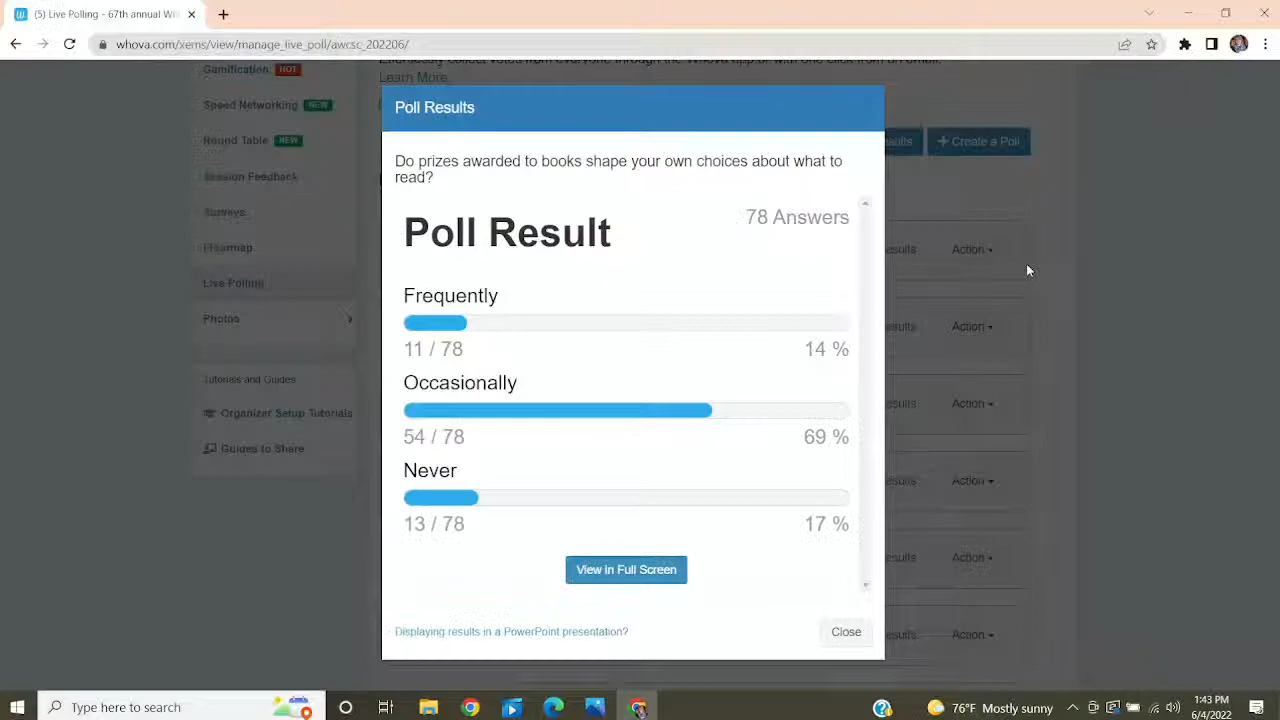 (5) Live Polling - 67th annual Wi
whova.com/xems/view/manage_live_poll/awcsc_202206/
Learn More.
Gamification HOT
Speed Networking NEW
Round Table NEW
Session Feedback
Surveys
Live Polling
Photos
Tutorials and Guides
Organizer Setup Tutorials
Guides to Share
Poll Results
+ Create a Poll
Do prizes awarded to books shape your own choices about what to
read?
Poll Result
78 Answers
Frequently
11 / 78
14 %
Occasionally
54 / 78
69 %
Never
13 / 78
17 %
View in Full Screen
Displaying results in a PowerPoint presentation?
Close
Action
Action
Action
Action
Action
Action
Type here to search
76°F Mostly sunny
1:43 PM
6/4/2022